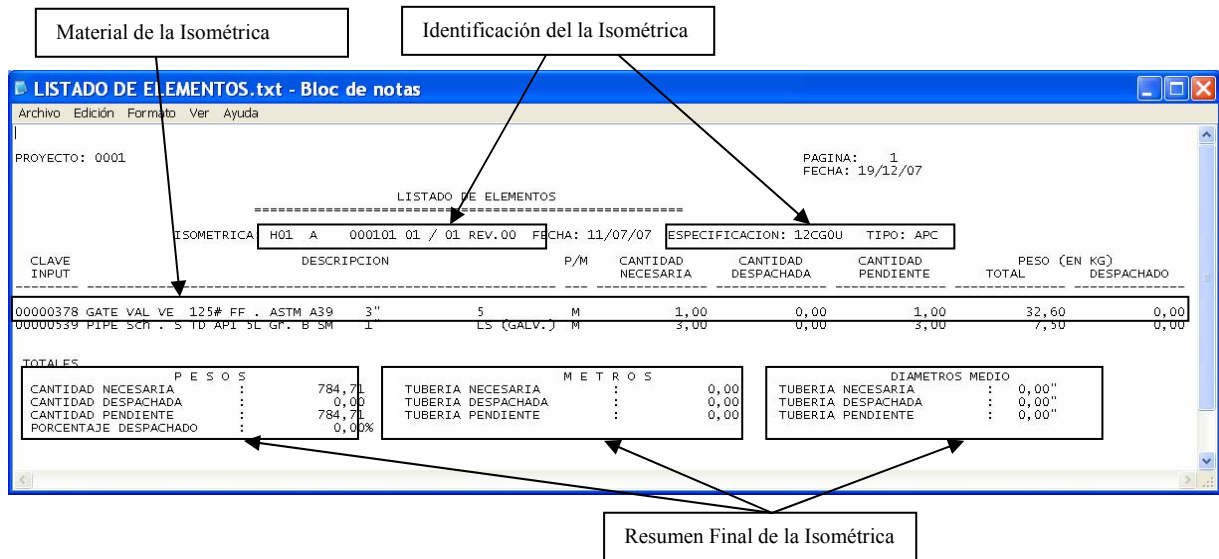 Material de la Isométrica
Identificación del la Isométrica
LISTADO DE ELEMENTOS.txt - Bloc de notas
Archivo Edición Formato Ver Ayuda
PROYECTO: 0001 PAGINA: 1
FECHA: 19/12/07
LISTADO DE ELEMENTOS
=======================================================
ISOMETRICA: H01 A 000101 01 / 01 REV.00 FECHA: 11/07/07 ESPECIFICACION: 12CG0U TIPO: APC
CLAVE DESCRIPCION P/M CANTIDAD CANTIDAD CANTIDAD PESO (EN KG)
INPUT NECESARIA DESPACHADA PENDIENTE TOTAL DESPACHADO
00000378 GATE VAL VE 125# FF . ASTM A39 3" 5 M 1,00 0,00 1,00 32,60 0,00
00000539 PIPE Sch . S TD API 5L Gr. B SM 1" LS (GALV.) M 3,00 0,00 3,00 7,50 0,00
TOTALES
P E S O S M E T R O S DIAMETROS MEDIO
CANTIDAD NECESARIA : 784,71 TUBERIA NECESARIA : 0,00 TUBERIA NECESARIA : 0,00"
CANTIDAD DESPACHADA : 0,00 TUBERIA DESPACHADA : 0,00 TUBERIA DESPACHADA : 0,00"
CANTIDAD PENDIENTE : 784,71 TUBERIA PENDIENTE : 0,00 TUBERIA PENDIENTE : 0,00"
PORCENTAJE DESPACHADO : 0,00%
Resumen Final de la Isométrica